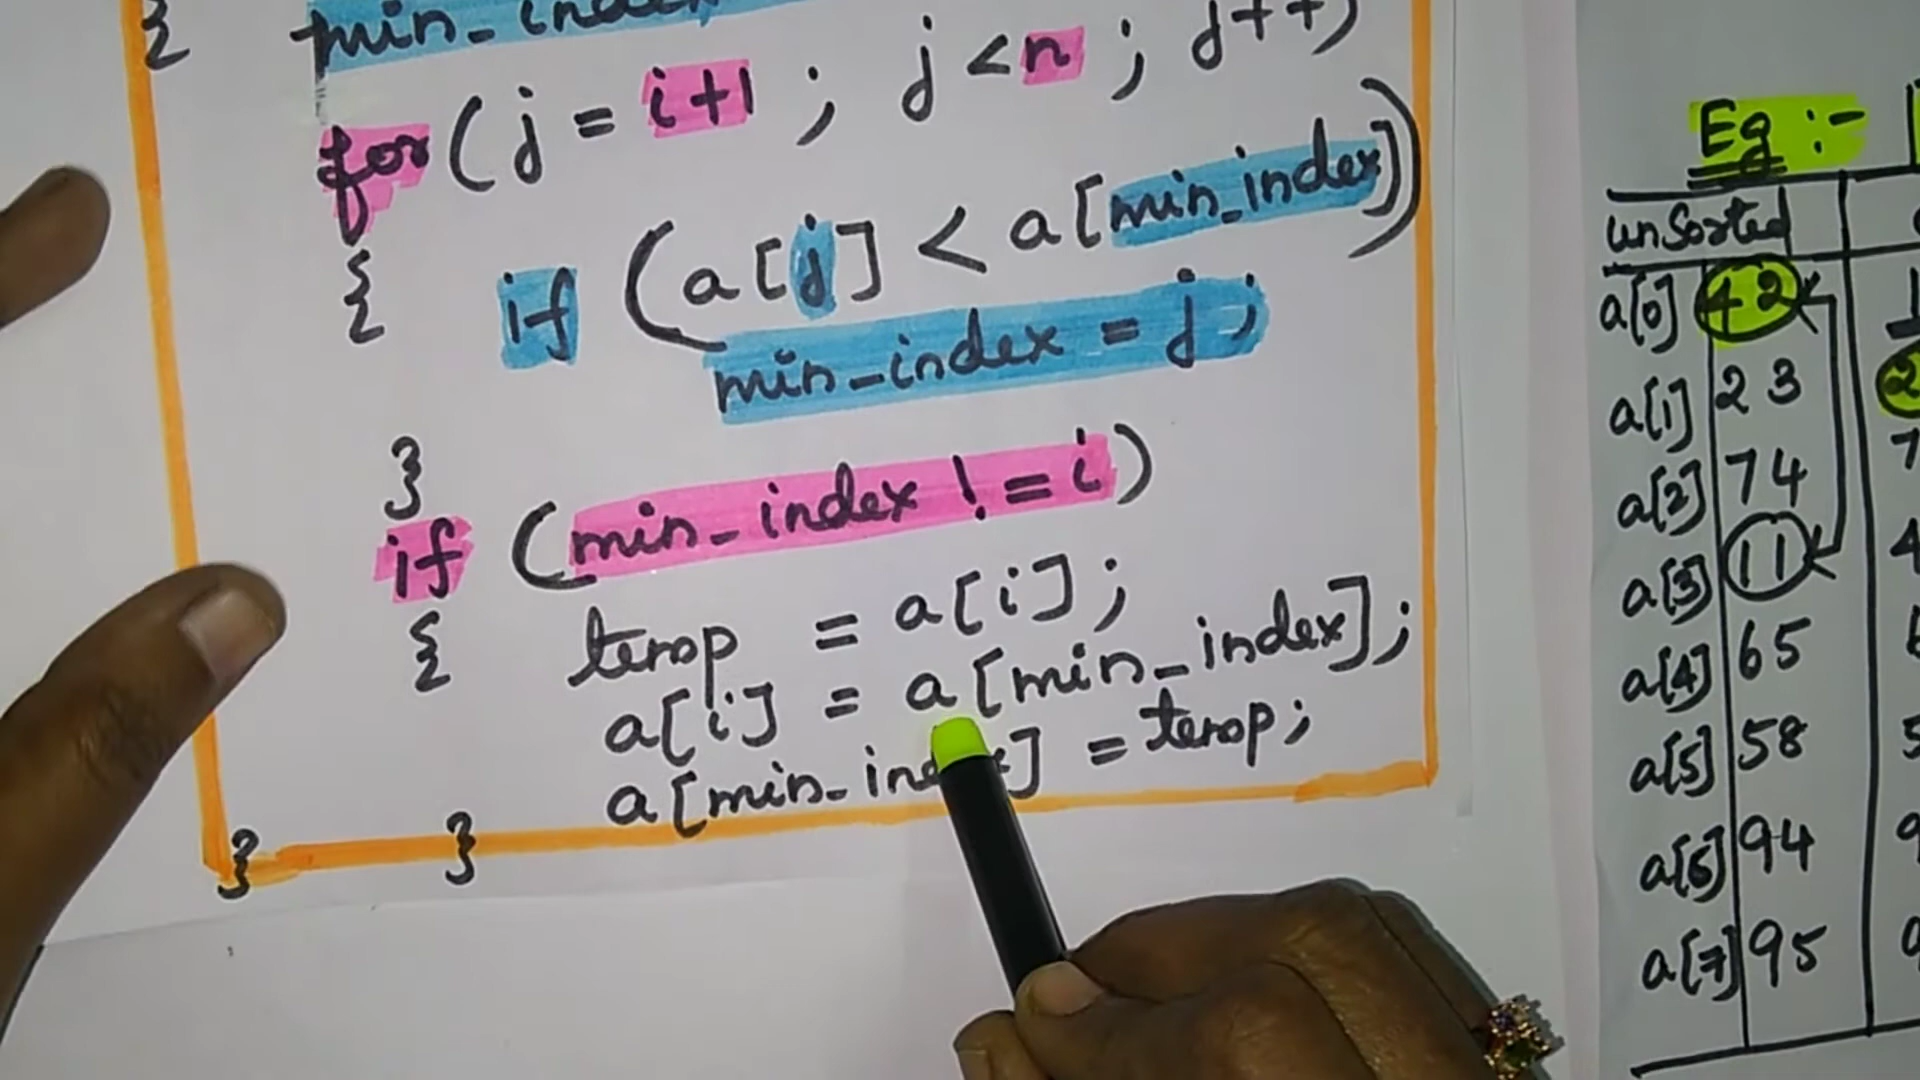 { min_index
for (j = i+1 ; j < n ; j++)
{ if (a[j] < a[min_index])
min_index = j ;
}
if (min_index != i)
{ temp = a[i] ;
a[i] = a[min_index] ;
a[min_index] = temp ;
} }
Eg :-
unSorted
a[0] 42
a[1] 23
a[2] 74
a[3] 11
a[4] 65
a[5] 58
a[6] 94
a[7] 95